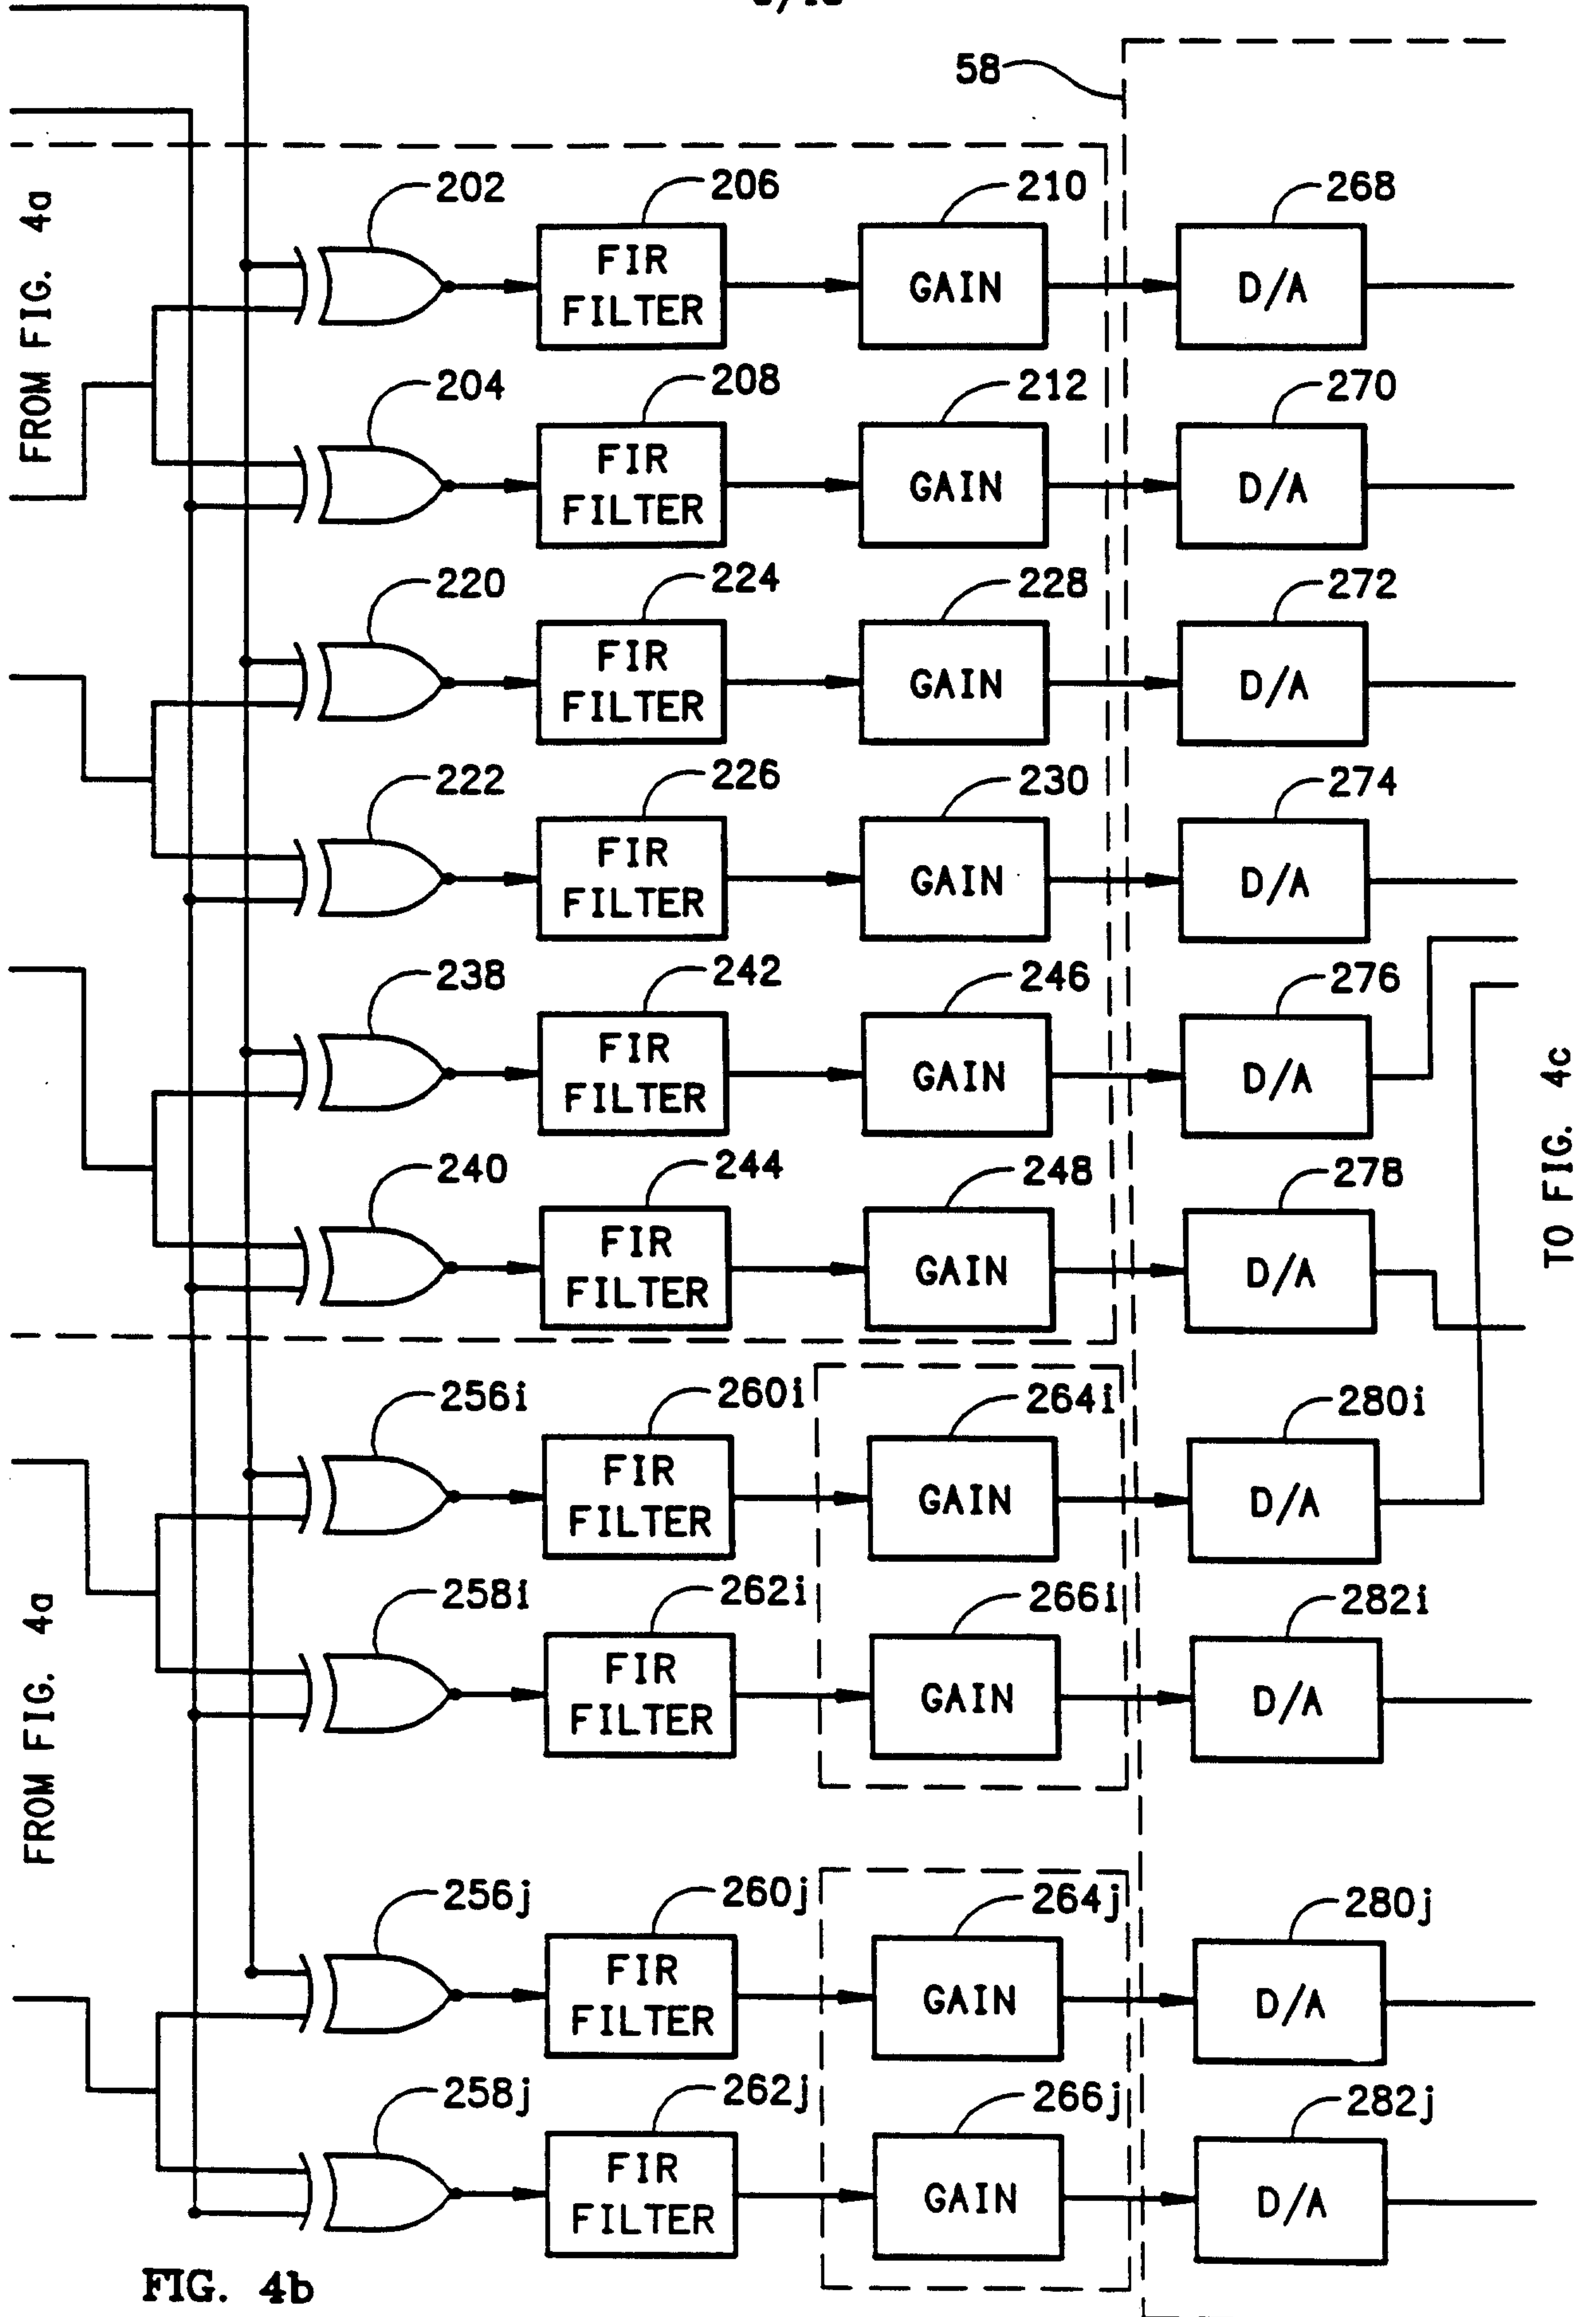 58
FROM FIG. 4a
202
206
210
268
FIR
FILTER
GAIN
D/A
204
208
212
270
FIR
FILTER
GAIN
D/A
220
224
228
272
FIR
FILTER
GAIN
D/A
222
226
230
274
FIR
FILTER
GAIN
D/A
238
242
246
276
FIR
FILTER
GAIN
D/A
TO FIG. 4c
240
244
248
278
FIR
FILTER
GAIN
D/A
256i
260i
264i
280i
FIR
FILTER
GAIN
D/A
FROM FIG. 4a
258i
262i
266i
282i
FIR
FILTER
GAIN
D/A
256j
260j
264j
280j
FIR
FILTER
GAIN
D/A
258j
262j
266j
282j
FIR
FILTER
GAIN
D/A
FIG. 4b